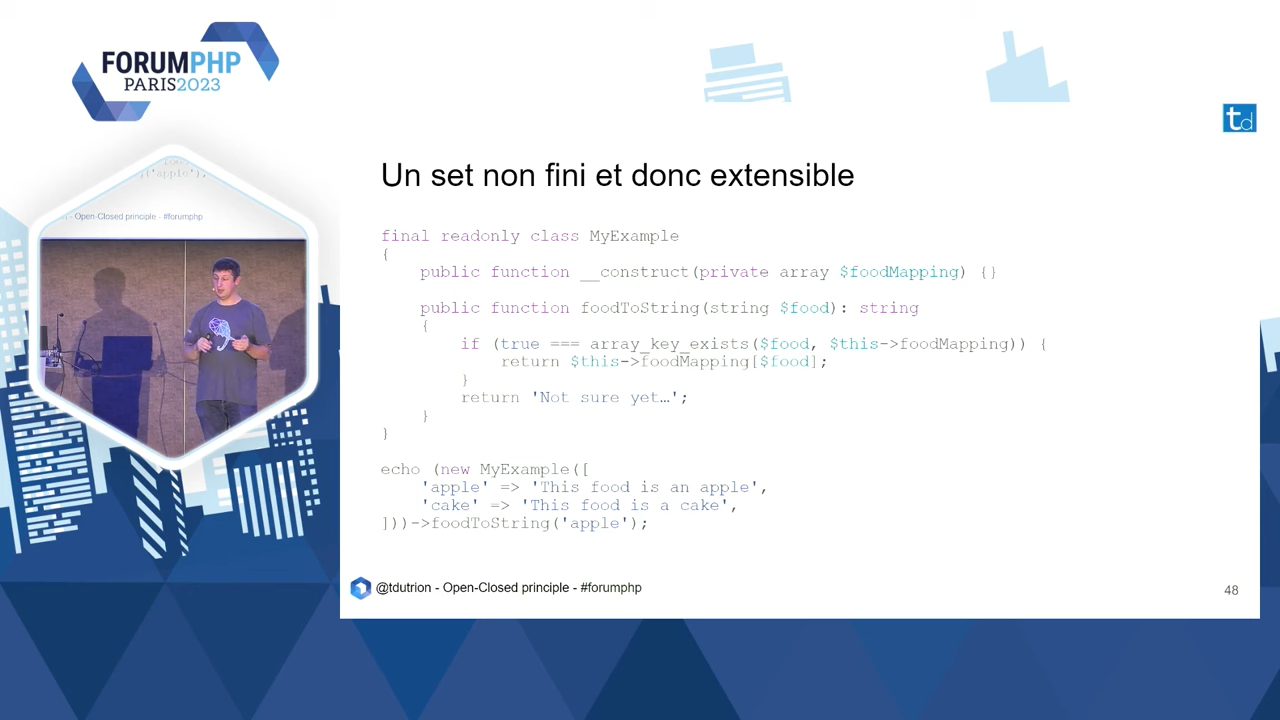 FORUMPHP
PARIS2023
td
Un set non fini et donc extensible
final readonly class MyExample
{
    public function __construct(private array $foodMapping) {}
    public function foodToString(string $food): string
    {
        if (true === array_key_exists($food, $this->foodMapping)) {
            return $this->foodMapping[$food];
        }
        return 'Not sure yet…';
    }
}
echo (new MyExample([
    'apple' => 'This food is an apple',
    'cake' => 'This food is a cake',
]))->foodToString('apple');
@tdutrion - Open-Closed principle - #forumphp
48
('apple').
- Open-Closed principle - #forumphp